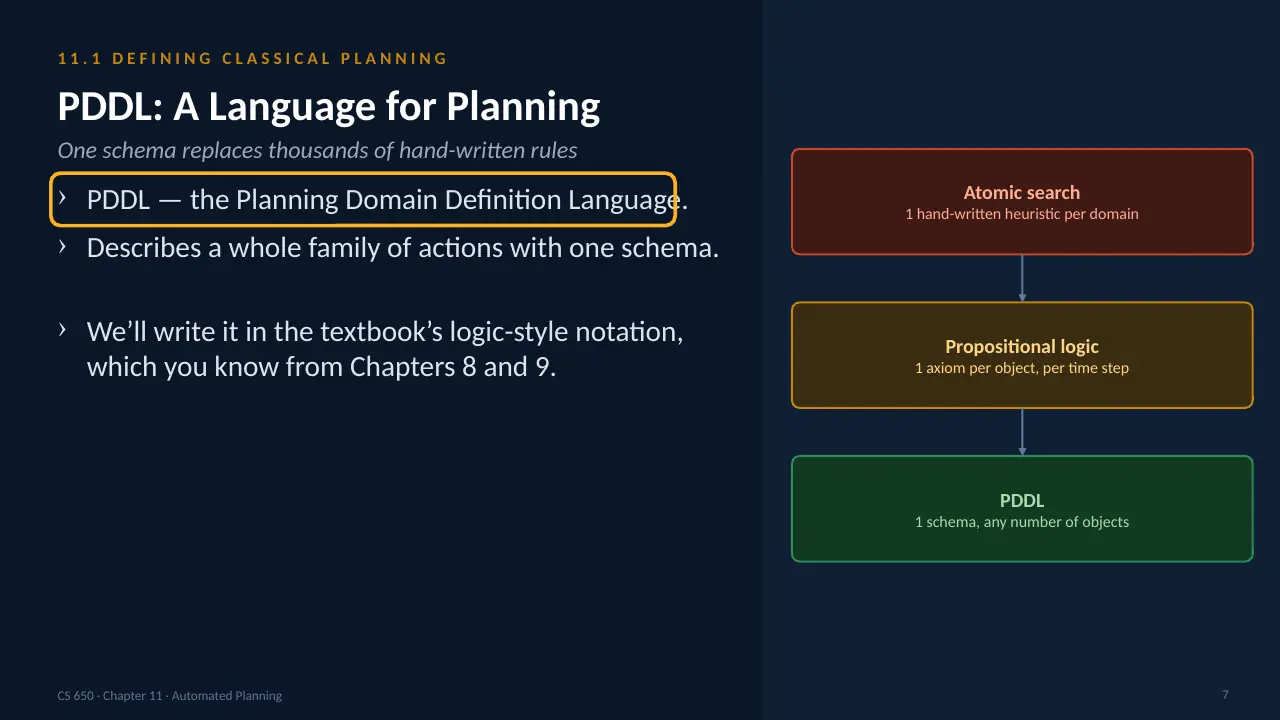 11.1 DEFINING CLASSICAL PLANNING
PDDL: A Language for Planning
One schema replaces thousands of hand-written rules
› PDDL — the Planning Domain Definition Language.
› Describes a whole family of actions with one schema.
› We’ll write it in the textbook’s logic-style notation,
which you know from Chapters 8 and 9.
Atomic search
1 hand-written heuristic per domain
Propositional logic
1 axiom per object, per time step
PDDL
1 schema, any number of objects
CS 650 · Chapter 11 · Automated Planning
7